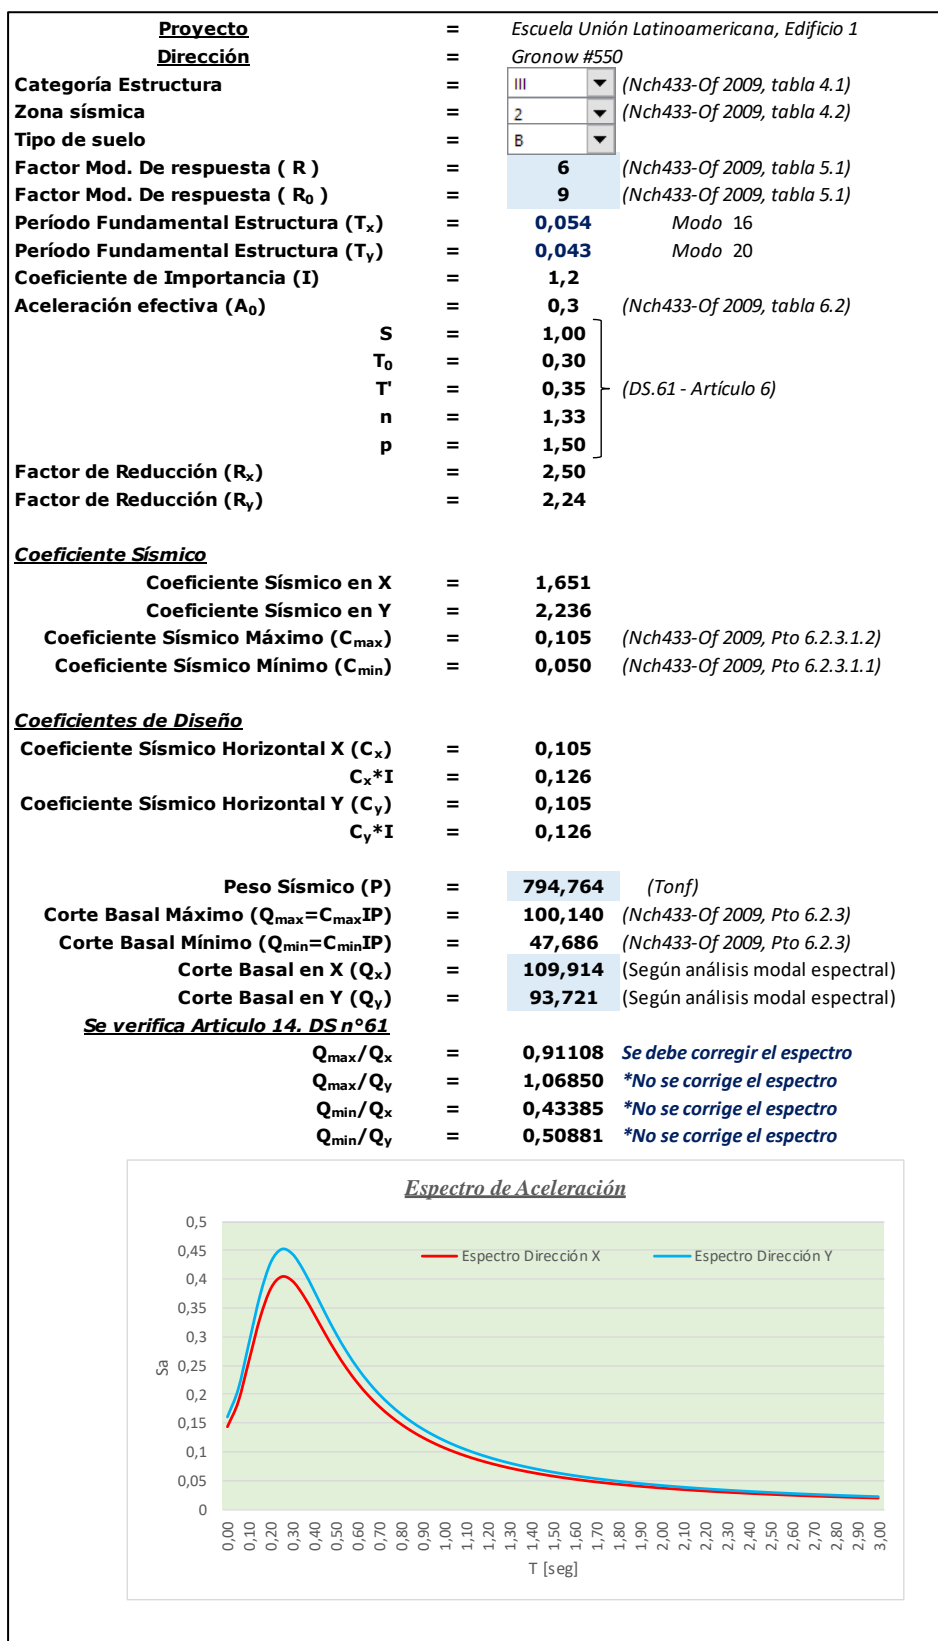 Proyecto = Escuela Unión Latinoamericana, Edificio 1
Dirección = Gronow #550
Categoría Estructura = III (Nch433-Of 2009, tabla 4.1)
Zona sísmica = 2 (Nch433-Of 2009, tabla 4.2)
Tipo de suelo = B
Factor Mod. De respuesta ( R ) = 6 (Nch433-Of 2009, tabla 5.1)
Factor Mod. De respuesta ( R₀ ) = 9 (Nch433-Of 2009, tabla 5.1)
Período Fundamental Estructura (Tₓ) = 0,054 Modo 16
Período Fundamental Estructura (Ty) = 0,043 Modo 20
Coeficiente de Importancia (I) = 1,2
Aceleración efectiva (A₀) = 0,3 (Nch433-Of 2009, tabla 6.2)
S = 1,00
T₀ = 0,30
T' = 0,35 (DS.61 - Artículo 6)
n = 1,33
p = 1,50
Factor de Reducción (Rₓ) = 2,50
Factor de Reducción (Ry) = 2,24
Coeficiente Sísmico
Coeficiente Sísmico en X = 1,651
Coeficiente Sísmico en Y = 2,236
Coeficiente Sísmico Máximo (Cmax) = 0,105 (Nch433-Of 2009, Pto 6.2.3.1.2)
Coeficiente Sísmico Mínimo (Cmin) = 0,050 (Nch433-Of 2009, Pto 6.2.3.1.1)
Coeficientes de Diseño
Coeficiente Sísmico Horizontal X (Cₓ) = 0,105
Cₓ*I = 0,126
Coeficiente Sísmico Horizontal Y (Cy) = 0,105
Cy*I = 0,126
Peso Sísmico (P) = 794,764 (Tonf)
Corte Basal Máximo (Qmax=CmaxIP) = 100,140 (Nch433-Of 2009, Pto 6.2.3)
Corte Basal Mínimo (Qmin=CminIP) = 47,686 (Nch433-Of 2009, Pto 6.2.3)
Corte Basal en X (Qₓ) = 109,914 (Según análisis modal espectral)
Corte Basal en Y (Qy) = 93,721 (Según análisis modal espectral)
Se verifica Articulo 14. DS n°61
Qmax/Qₓ = 0,91108 Se debe corregir el espectro
Qmax/Qy = 1,06850 *No se corrige el espectro
Qmin/Qₓ = 0,43385 *No se corrige el espectro
Qmin/Qy = 0,50881 *No se corrige el espectro
Espectro de Aceleración
Espectro Dirección X Espectro Dirección Y
Sa
0,5
0,45
0,4
0,35
0,3
0,25
0,2
0,15
0,1
0,05
0
0,00 0,10 0,20 0,30 0,40 0,50 0,60 0,70 0,80 0,90 1,00 1,10 1,20 1,30 1,40 1,50 1,60 1,70 1,80 1,90 2,00 2,10 2,20 2,30 2,40 2,50 2,60 2,70 2,80 2,90 3,00
T [seg]